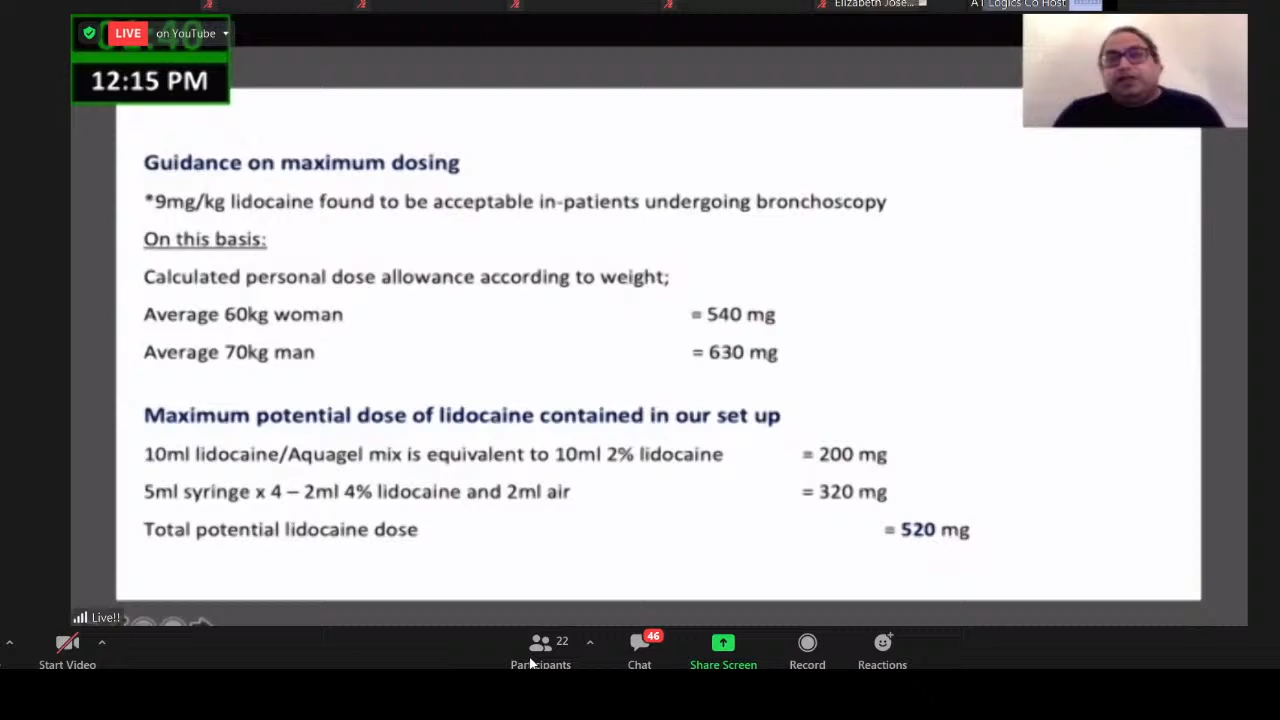 Elizabeth Jose...
AT Logics Co Host
LIVE on YouTube
12:15 PM
Guidance on maximum dosing
*9mg/kg lidocaine found to be acceptable in-patients undergoing bronchoscopy
On this basis:
Calculated personal dose allowance according to weight;
Average 60kg woman = 540 mg
Average 70kg man = 630 mg
Maximum potential dose of lidocaine contained in our set up
10ml lidocaine/Aquagel mix is equivalent to 10ml 2% lidocaine = 200 mg
5ml syringe x 4 – 2ml 4% lidocaine and 2ml air = 320 mg
Total potential lidocaine dose = 520 mg
Live!!
22
46
Start Video
Participants
Chat
Share Screen
Record
Reactions